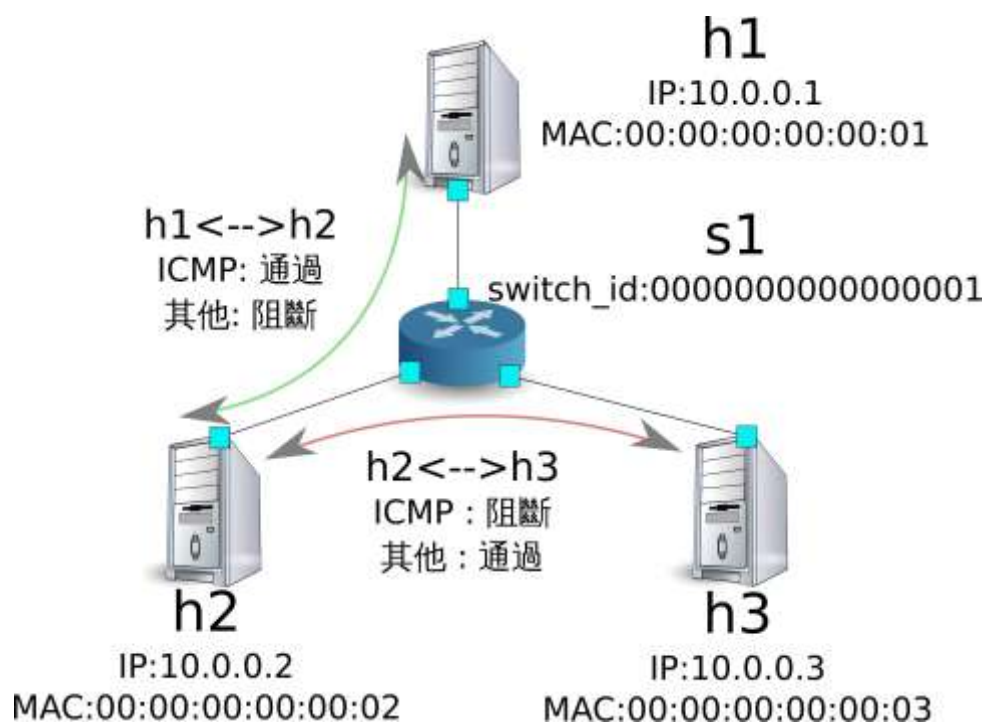 h1
IP:10.0.0.1
MAC:00:00:00:00:00:01
h1<-->h2
ICMP: 通過
其他: 阻斷
s1
switch_id:0000000000000001
h2<-->h3
ICMP : 阻斷
其他 : 通過
h2
IP:10.0.0.2
MAC:00:00:00:00:00:02
h3
IP:10.0.0.3
MAC:00:00:00:00:00:03